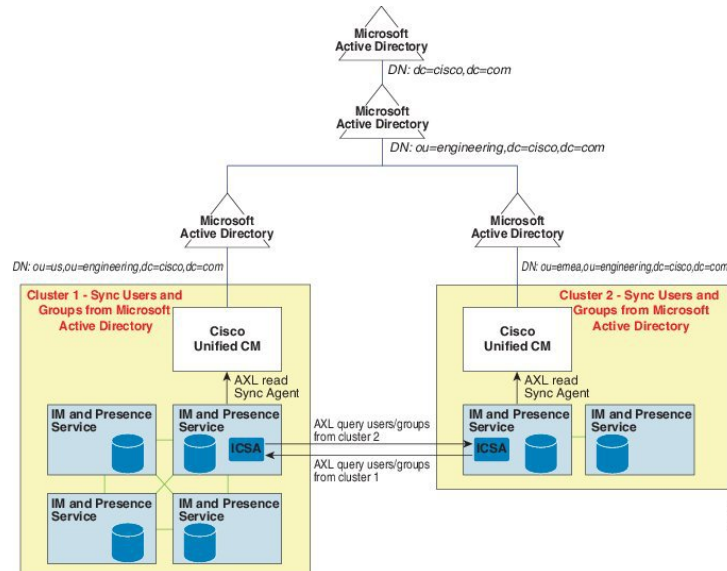 Microsoft
Active Directory
DN: dc=cisco,dc=com
Microsoft
Active Directory
DN: ou=engineering,dc=cisco,dc=com
Microsoft
Active Directory
DN: ou=us,ou=engineering,dc=cisco,dc=com
Microsoft
Active Directory
DN: ou=emea,ou=engineering,dc=cisco,dc=com
Cluster 1 - Sync Users and
Groups from Microsoft
Active Directory
Cisco
Unified CM
AXL read
Sync Agent
IM and Presence
Service
IM and Presence
Service
ICSA
IM and Presence
Service
IM and Presence
Service
AXL query users/groups
from cluster 2
AXL query users/groups
from cluster 1
Cluster 2 - Sync Users and
Groups from Microsoft
Active Directory
Cisco
Unified CM
AXL read
Sync Agent
IM and Presence
Service
ICSA
IM and Presence
Service